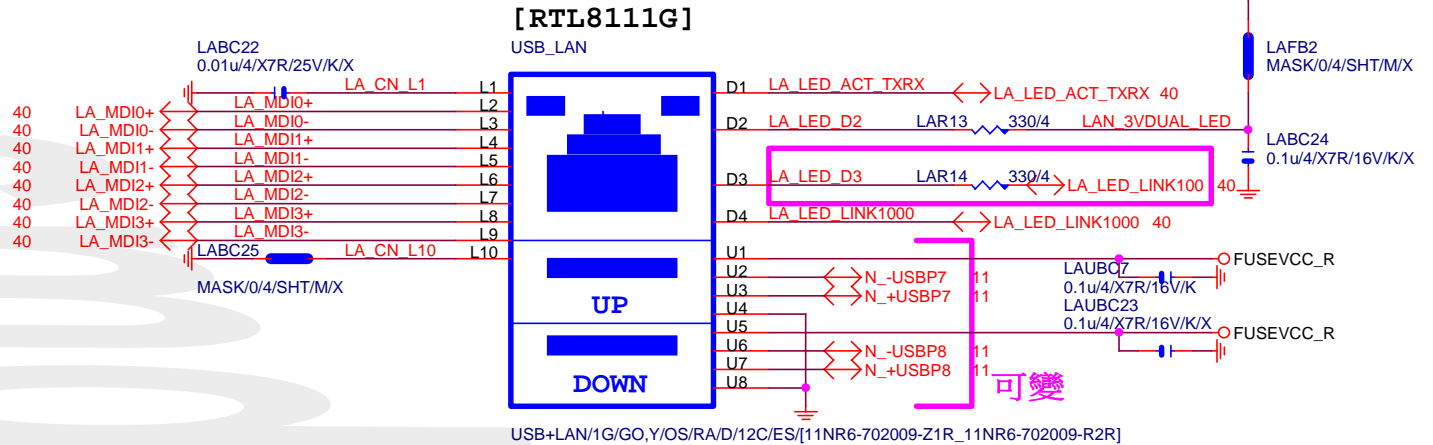 [RTL8111G]
USB_LAN
LABC22
0.01u/4/X7R/25V/K/X
LAFB2
MASK/0/4/SHT/M/X
LA_CN_L1 L1
40 LA_MDI0+ LA_MDI0+ L2
40 LA_MDI0- LA_MDI0- L3
40 LA_MDI1+ LA_MDI1+ L4
40 LA_MDI1- LA_MDI1- L5
40 LA_MDI2+ LA_MDI2+ L6
40 LA_MDI2- LA_MDI2- L7
40 LA_MDI3+ LA_MDI3+ L8
40 LA_MDI3- LA_MDI3- L9
LABC25 LA_CN_L10 L10
MASK/0/4/SHT/M/X
UP
DOWN
D1 LA_LED_ACT_TXRX LA_LED_ACT_TXRX 40
D2 LA_LED_D2 LAR13 330/4 LAN_3VDUAL_LED
LABC24
0.1u/4/X7R/16V/K/X
D3 LA_LED_D3 LAR14 330/4 LA_LED_LINK100 40
D4 LA_LED_LINK1000 LA_LED_LINK1000 40
U1 FUSEVCC_R
U2 N_-USBP7 11
U3 N_+USBP7 11
LAUBC7
0.1u/4/X7R/16V/K
LAUBC23
0.1u/4/X7R/16V/K/X
U4
U5 FUSEVCC_R
U6 N_-USBP8 11
U7 N_+USBP8 11
U8
可變
USB+LAN/1G/GO,Y/OS/RA/D/12C/ES/[11NR6-702009-Z1R_11NR6-702009-R2R]